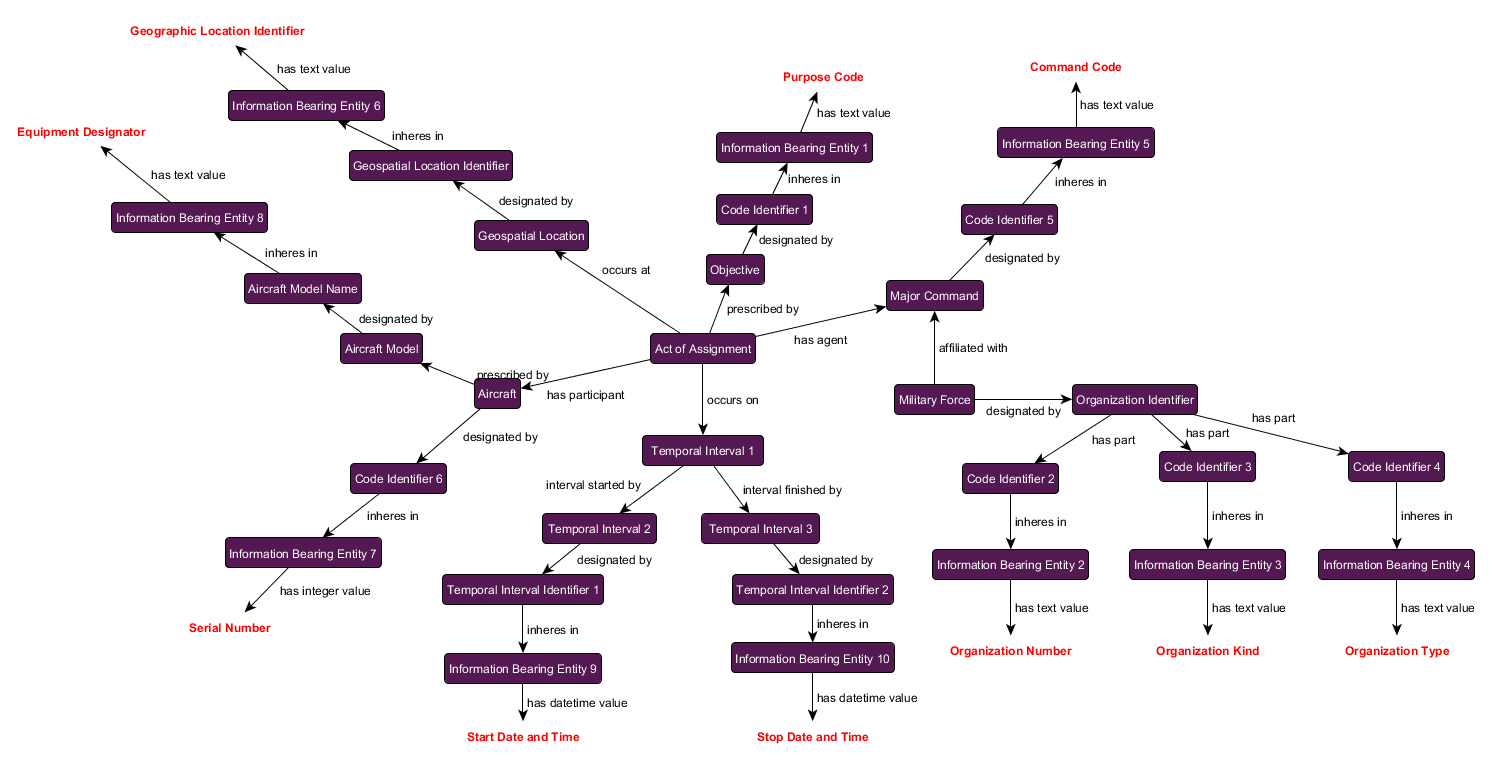 Geographic Location Identifier
has text value
Information Bearing Entity 6
inheres in
Geospatial Location Identifier
designated by
Geospatial Location
occurs at
Equipment Designator
has text value
Information Bearing Entity 8
inheres in
Aircraft Model Name
designated by
Aircraft Model
prescribed by
Aircraft
has participant
designated by
Code Identifier 6
inheres in
Information Bearing Entity 7
has integer value
Serial Number
Purpose Code
has text value
Information Bearing Entity 1
inheres in
Code Identifier 1
designated by
Objective
prescribed by
Act of Assignment
has agent
Command Code
has text value
Information Bearing Entity 5
inheres in
Code Identifier 5
designated by
Major Command
affiliated with
Military Force
designated by
Organization Identifier
has part
has part
has part
Code Identifier 2
Code Identifier 3
Code Identifier 4
inheres in
inheres in
inheres in
Information Bearing Entity 2
Information Bearing Entity 3
Information Bearing Entity 4
has text value
has text value
has text value
Organization Number
Organization Kind
Organization Type
occurs on
Temporal Interval 1
interval started by
interval finished by
Temporal Interval 2
Temporal Interval 3
designated by
designated by
Temporal Interval Identifier 1
Temporal Interval Identifier 2
inheres in
inheres in
Information Bearing Entity 9
Information Bearing Entity 10
has datetime value
has datetime value
Start Date and Time
Stop Date and Time